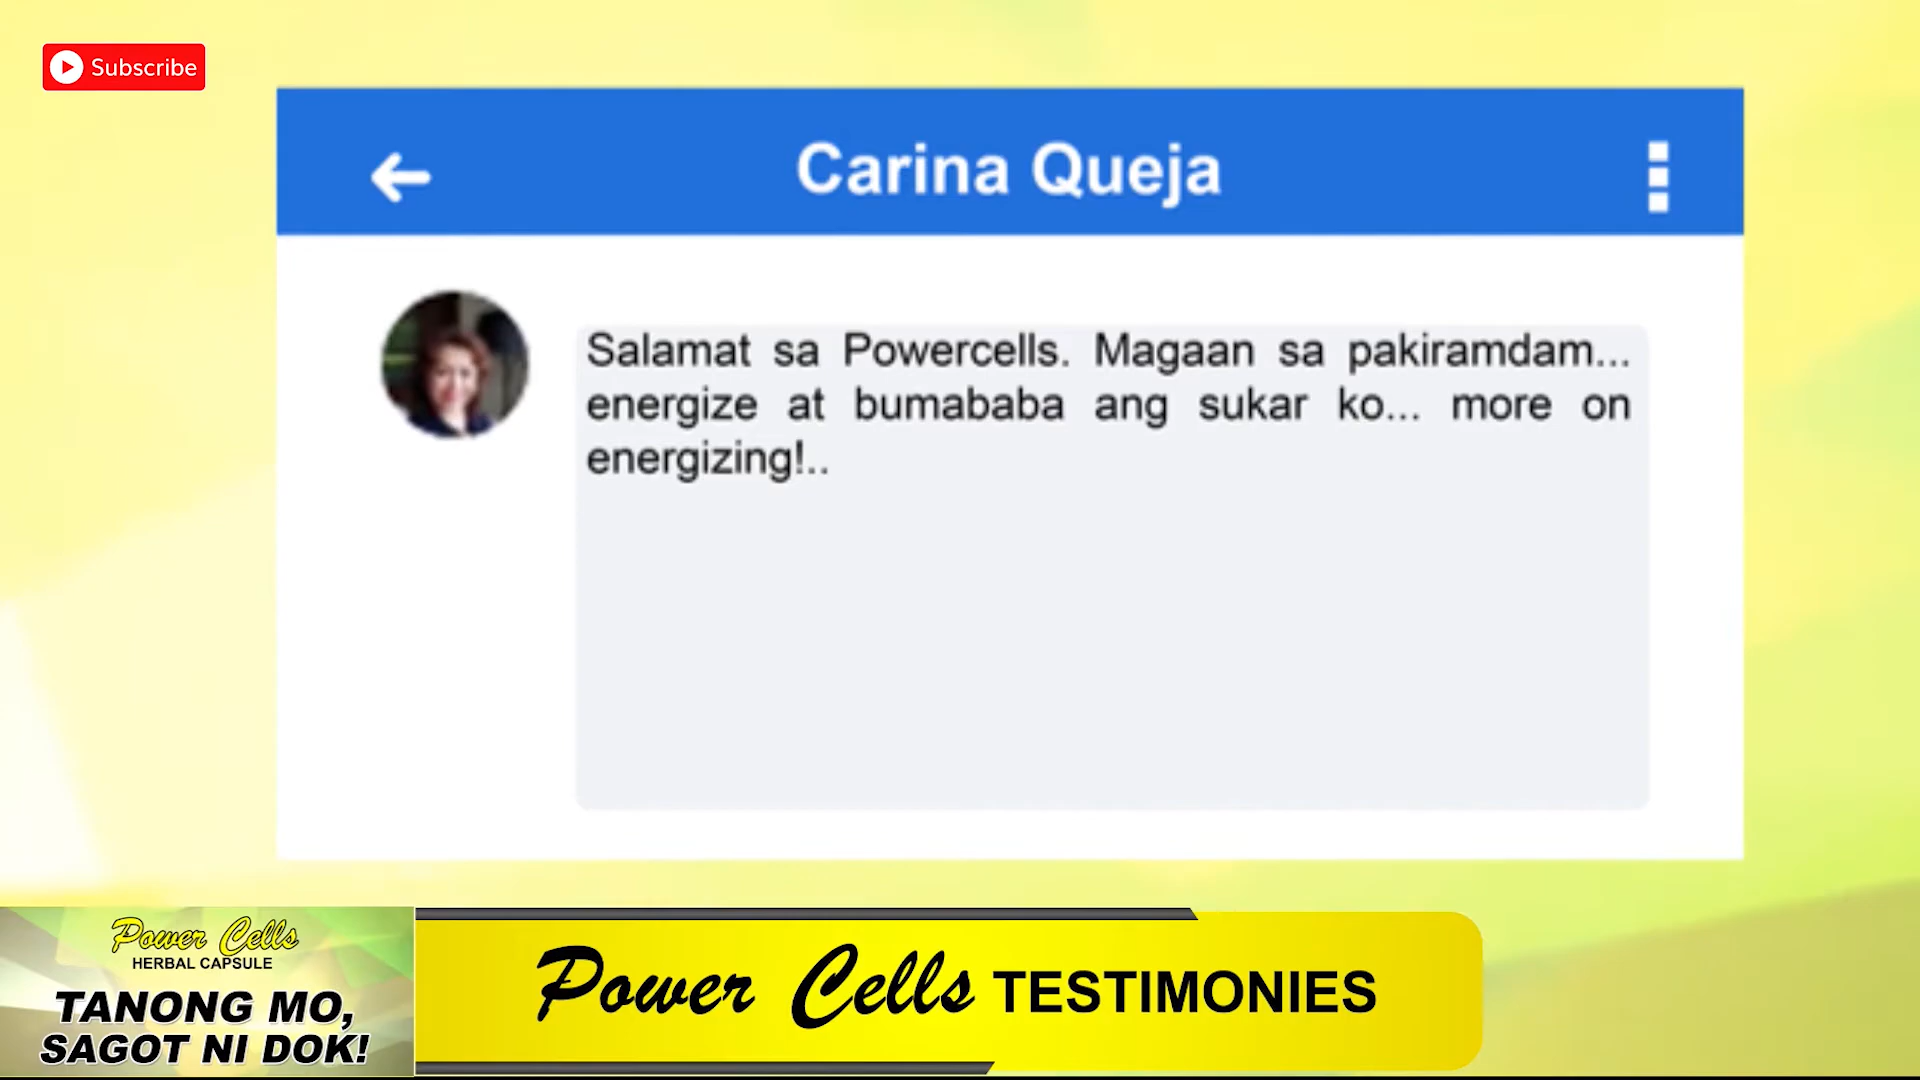 Subscribe
Carina Queja
Salamat sa Powercells. Magaan sa pakiramdam...
energize at bumababa ang sukar ko... more on
energizing!..
Power Cells
HERBAL CAPSULE
TANONG MO,
SAGOT NI DOK!
Power Cells TESTIMONIES